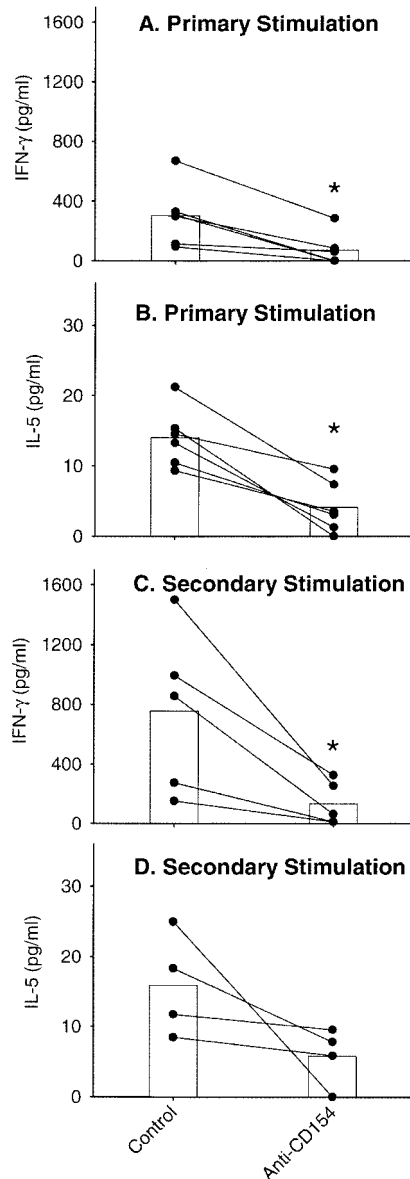 A. Primary Stimulation
IFN-γ (pg/ml)
1600
1200
800
400
0
*
B. Primary Stimulation
IL-5 (pg/ml)
30
20
10
0
*
C. Secondary Stimulation
IFN-γ (pg/ml)
1600
1200
800
400
0
*
D. Secondary Stimulation
IL-5 (pg/ml)
30
20
10
0
Control
Anti-CD154